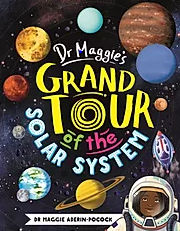 Dr Maggie's
GRAND
TOUR
of the
SOLAR SYSTEM
DR MAGGIE ADERIN-POCOCK